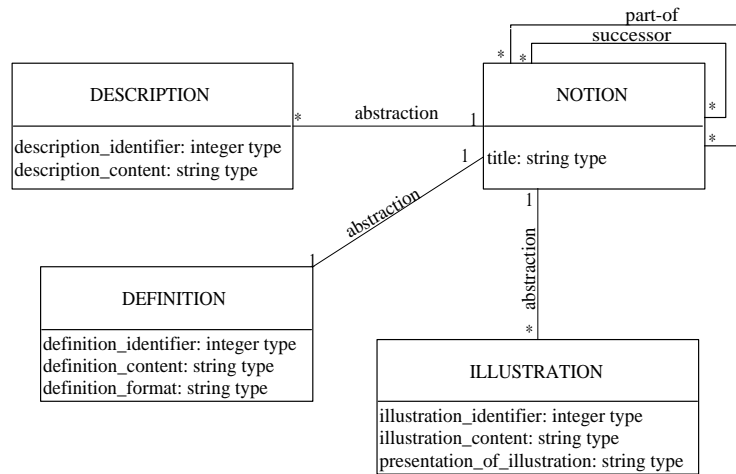 part-of
successor
*
*
DESCRIPTION
NOTION
*
abstraction
*
1
*
description_identifier: integer type
description_content: string type
title: string type
1
1
abstraction
abstraction
1
DEFINITION
*
definition_identifier: integer type
definition_content: string type
definition_format: string type
ILLUSTRATION
illustration_identifier: integer type
illustration_content: string type
presentation_of_illustration: string type